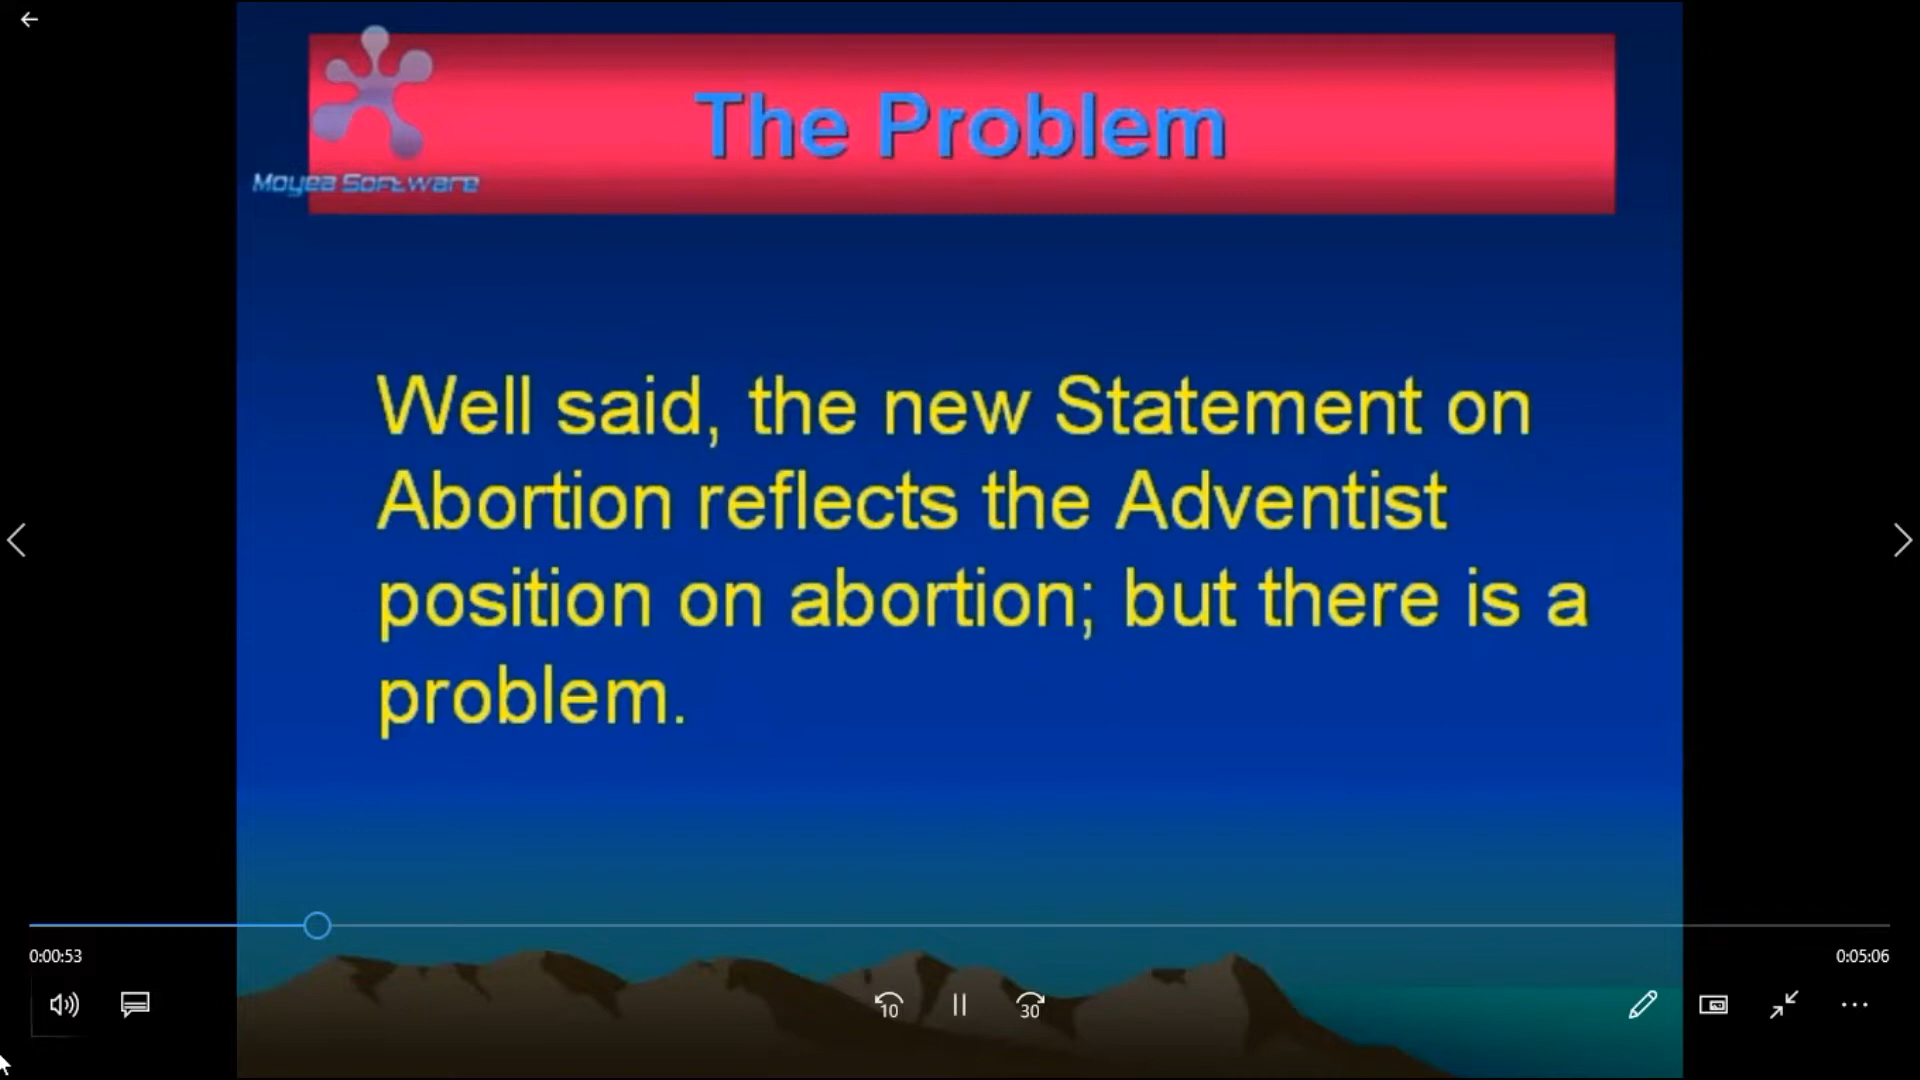 The Problem
Moyea Software
Well said, the new Statement on
Abortion reflects the Adventist
position on abortion; but there is a
problem.
0:00:53
0:05:06
10
30